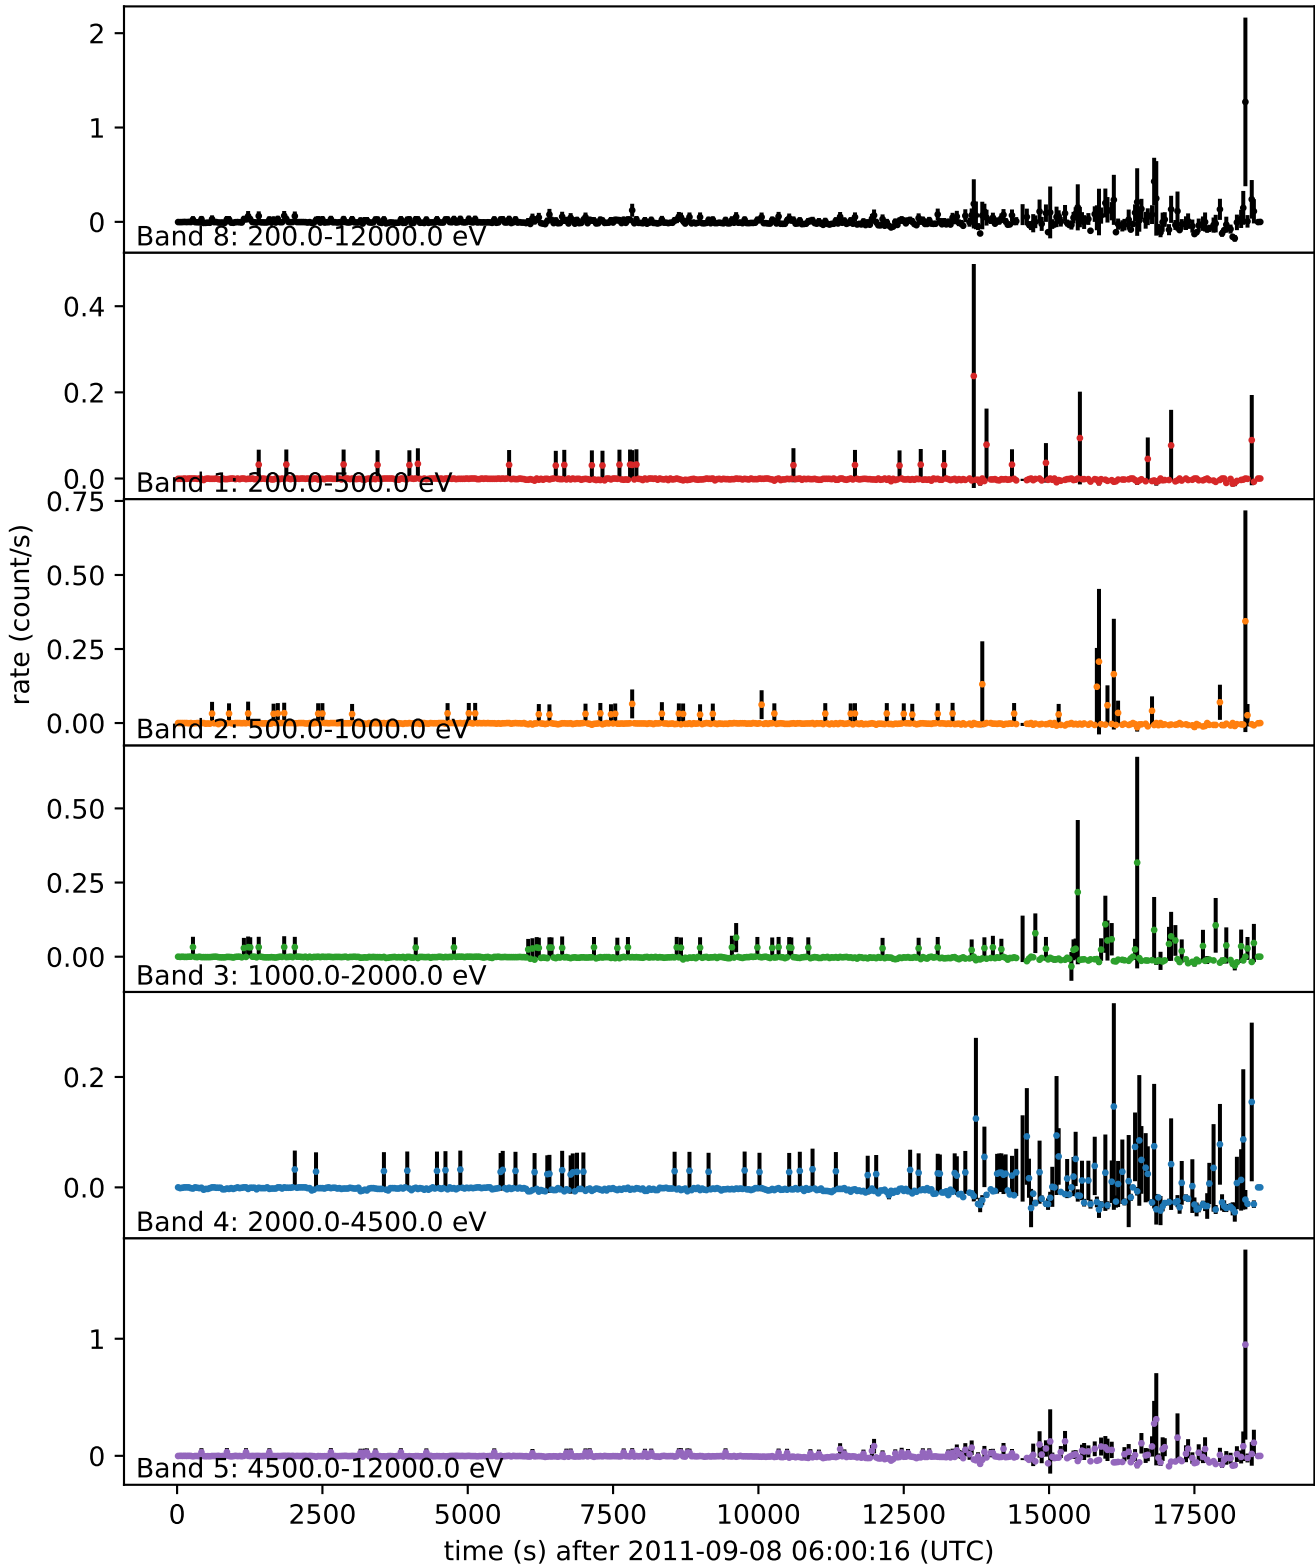 2
1
0
Band 8: 200.0-12000.0 eV
0.4
0.2
0.0
Band 1: 200.0-500.0 eV
0.75
0.50
0.25
0.00
Band 2: 500.0-1000.0 eV
rate (count/s)
0.50
0.25
0.00
Band 3: 1000.0-2000.0 eV
0.2
0.0
Band 4: 2000.0-4500.0 eV
1
0
Band 5: 4500.0-12000.0 eV
0 2500 5000 7500 10000 12500 15000 17500
time (s) after 2011-09-08 06:00:16 (UTC)